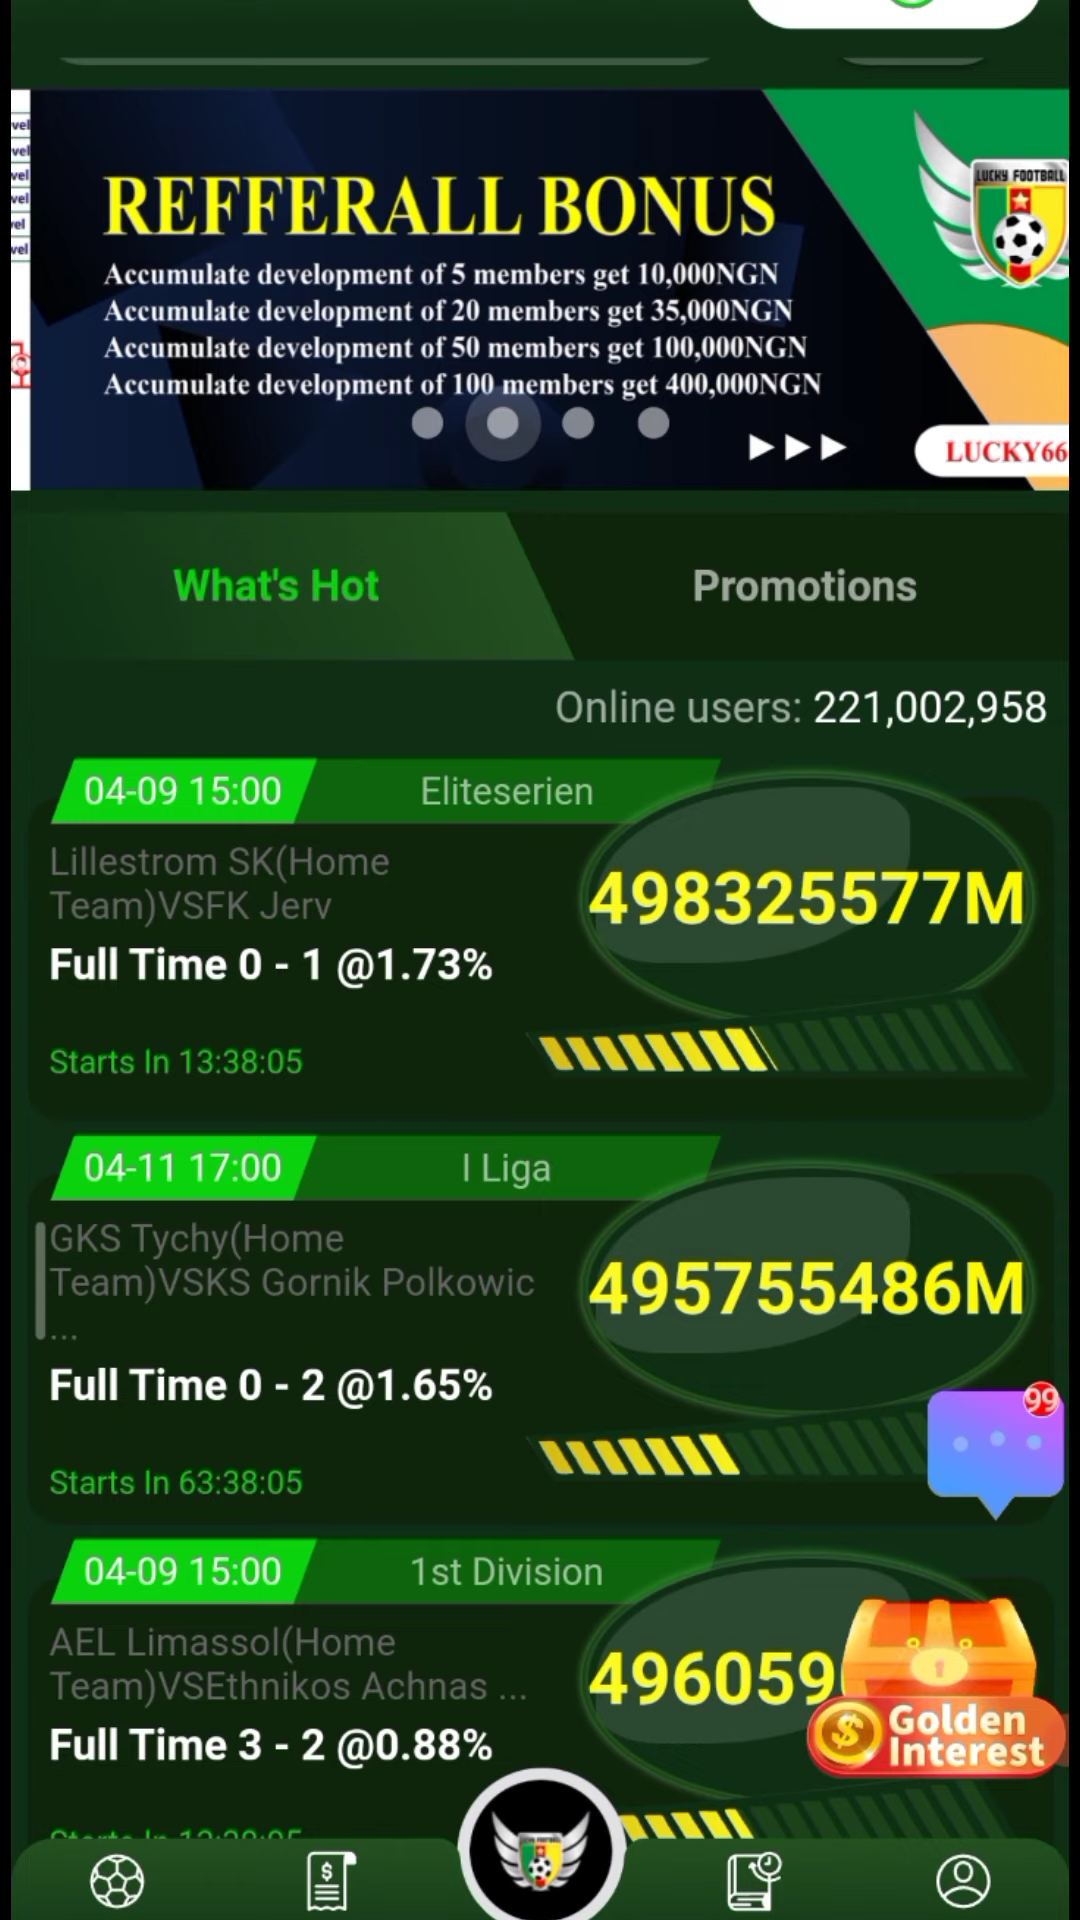 vel
vel
vel
vel
vel
vel
REFFERALL BONUS
Accumulate development of 5 members get 10,000NGN
Accumulate development of 20 members get 35,000NGN
Accumulate development of 50 members get 100,000NGN
Accumulate development of 100 members get 400,000NGN
LUCKY FOOTBALL
LUCKY66
What's Hot
Promotions
Online users: 221,002,958
04-09 15:00
Eliteserien
Lillestrom SK(Home
Team)VSFK Jerv
498325577M
Full Time 0 - 1 @1.73%
Starts In 13:38:05
04-11 17:00
I Liga
GKS Tychy(Home
Team)VSKS Gornik Polkowic
...
495755486M
Full Time 0 - 2 @1.65%
99
Starts In 63:38:05
04-09 15:00
1st Division
AEL Limassol(Home
Team)VSEthnikos Achnas ...
496059
Full Time 3 - 2 @0.88%
Golden
Interest